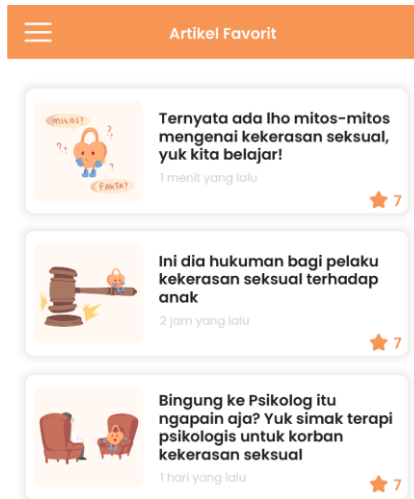 Artikel Favorit
MITOS?
FAKTA?
Ternyata ada lho mitos-mitos
mengenai kekerasan seksual,
yuk kita belajar!
1 menit yang lalu
7
Ini dia hukuman bagi pelaku
kekerasan seksual terhadap
anak
2 jam yang lalu
7
Bingung ke Psikolog itu
ngapain aja? Yuk simak terapi
psikologis untuk korban
kekerasan seksual
1 hari yang lalu
7